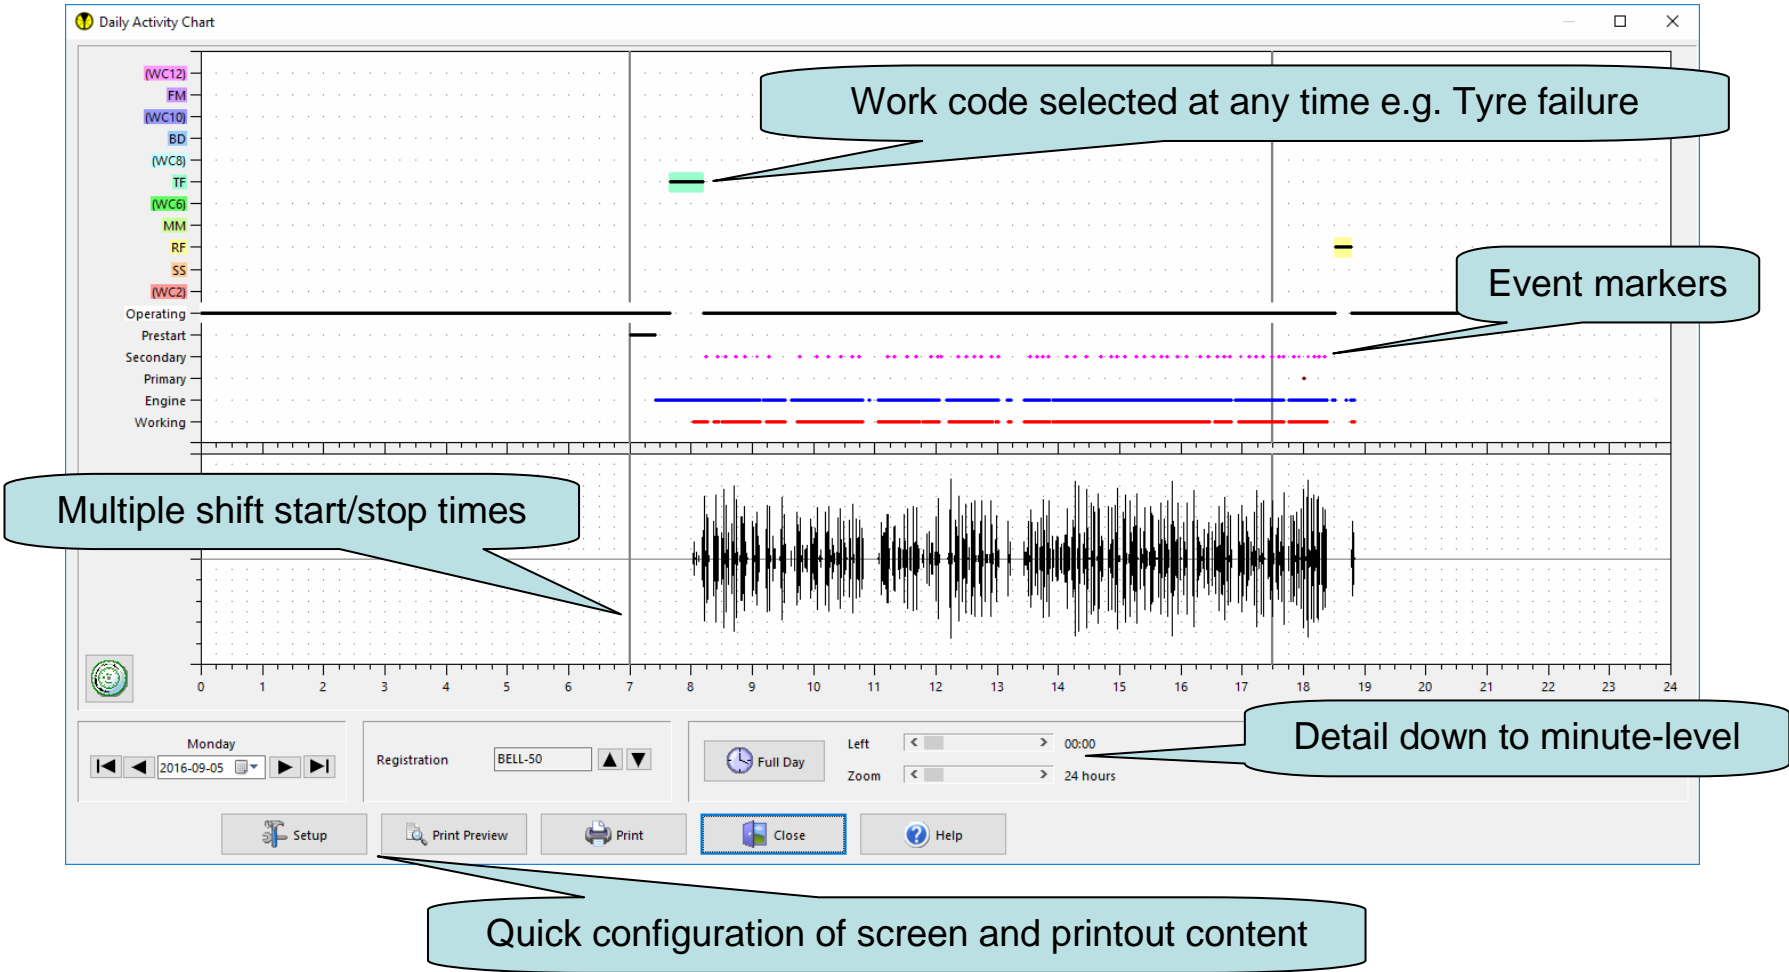 Daily Activity Chart
(WC12)
FM
(WC10)
BD
(WC8)
TF
(WC6)
MM
RF
SS
(WC2)
Operating
Prestart
Secondary
Primary
Engine
Working
Work code selected at any time e.g. Tyre failure
Event markers
Multiple shift start/stop times
0 1 2 3 4 5 6 7 8 9 10 11 12 13 14 15 16 17 18 19 20 21 22 23 24
Detail down to minute-level
Monday
2016-09-05
Registration BELL-50
Full Day
Left 00:00
Zoom 24 hours
Setup Print Preview Print Close Help
Quick configuration of screen and printout content